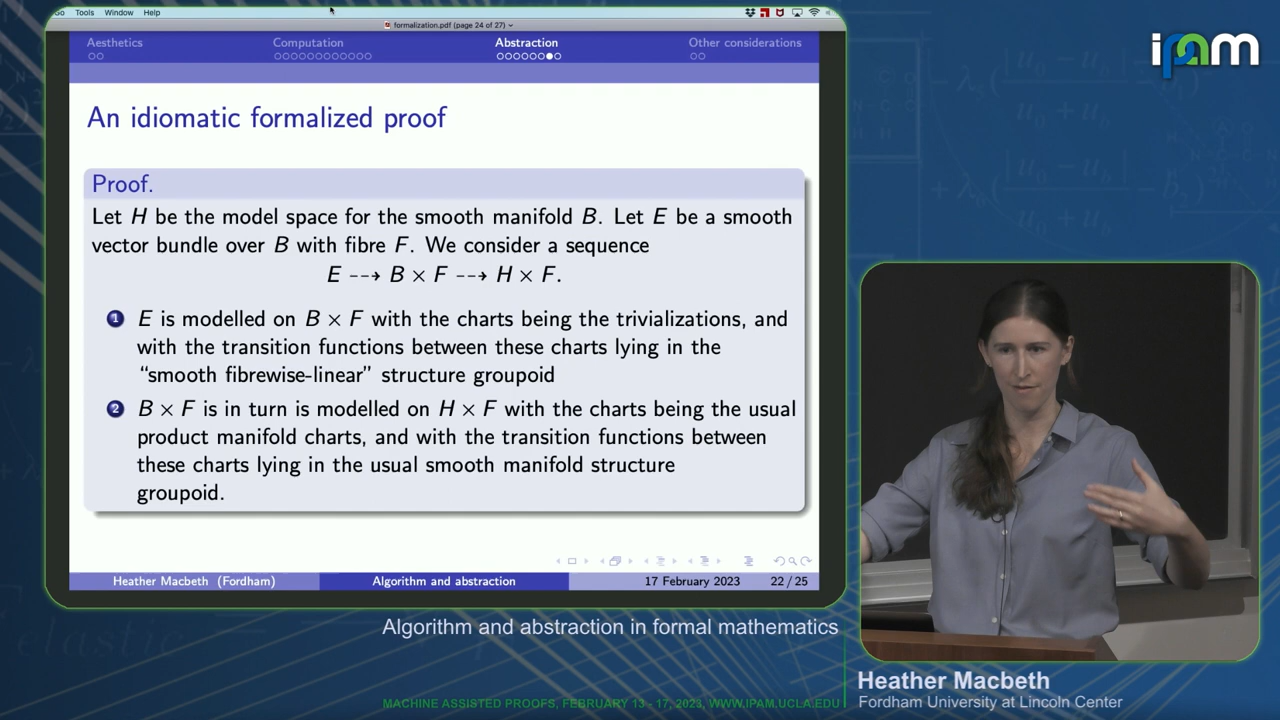 Go Tools Window Help
formalization.pdf (page 24 of 27)
Aesthetics Computation Abstraction Other considerations
An idiomatic formalized proof
Proof.
Let H be the model space for the smooth manifold B. Let E be a smooth
vector bundle over B with fibre F. We consider a sequence
E ⇢ B × F ⇢ H × F.
1 E is modelled on B × F with the charts being the trivializations, and
with the transition functions between these charts lying in the
“smooth fibrewise-linear” structure groupoid
2 B × F is in turn is modelled on H × F with the charts being the usual
product manifold charts, and with the transition functions between
these charts lying in the usual smooth manifold structure
groupoid.
Heather Macbeth (Fordham) Algorithm and abstraction 17 February 2023 22 / 25
ipam
Algorithm and abstraction in formal mathematics
Heather Macbeth
Fordham University at Lincoln Center
MACHINE ASSISTED PROOFS, FEBRUARY 13 - 17, 2023, WWW.IPAM.UCLA.EDU
elastic